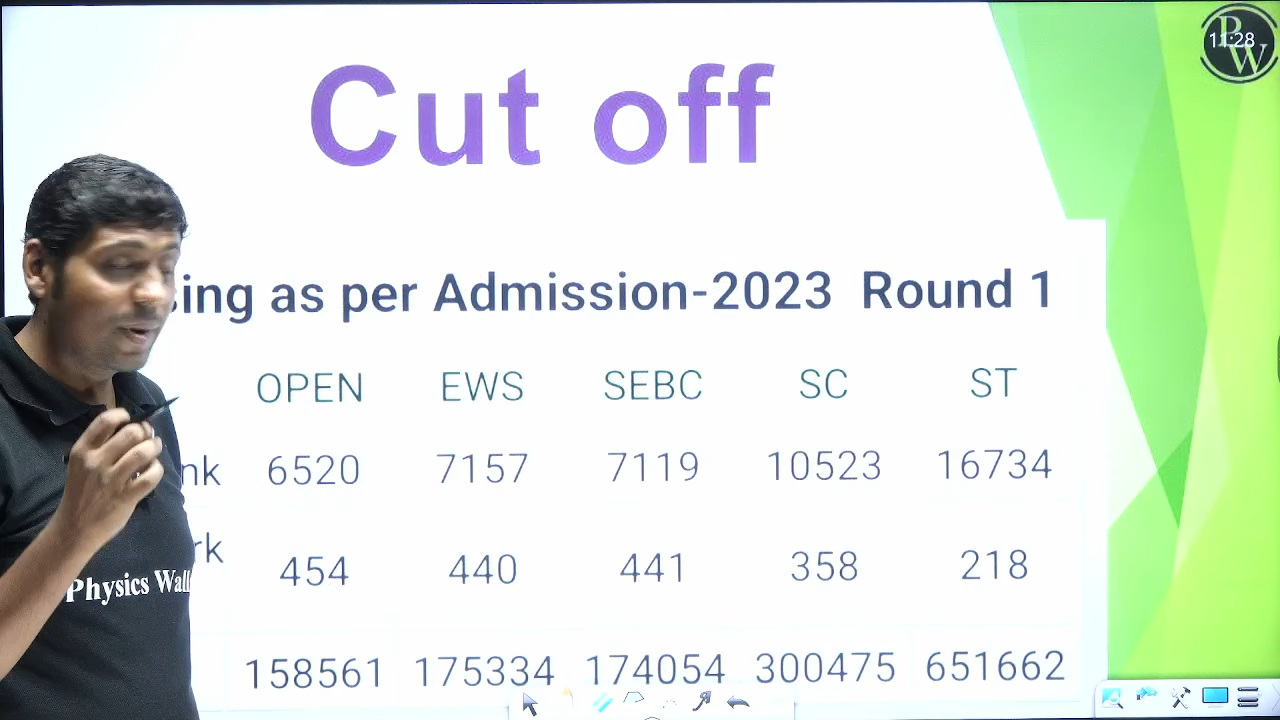 11:28
PW
Cut off
ing as per Admission-2023 Round 1
OPEN EWS SEBC SC ST
nk 6520 7157 7119 10523 16734
rk 454 440 441 358 218
158561 175334 174054 300475 651662
Physics Wall